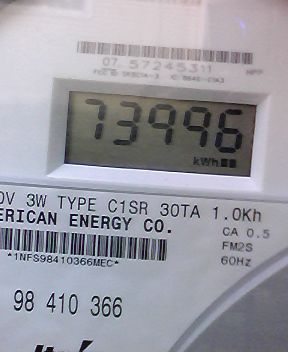 07 57245311
73996
kWh
0V 3W TYPE C1SR 30TA 1.0Kh
ERICAN ENERGY CO.
CA 0.5
FM2S
*1NFS98410366MEC*
60Hz
98 410 366